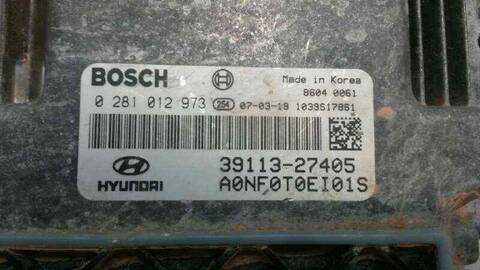 BOSCH
Made in Korea
8604 0061
0 281 012 973 254 07-03-19 1039S17861
39113-27405
HYUNDAI A0NF0T0EI01S